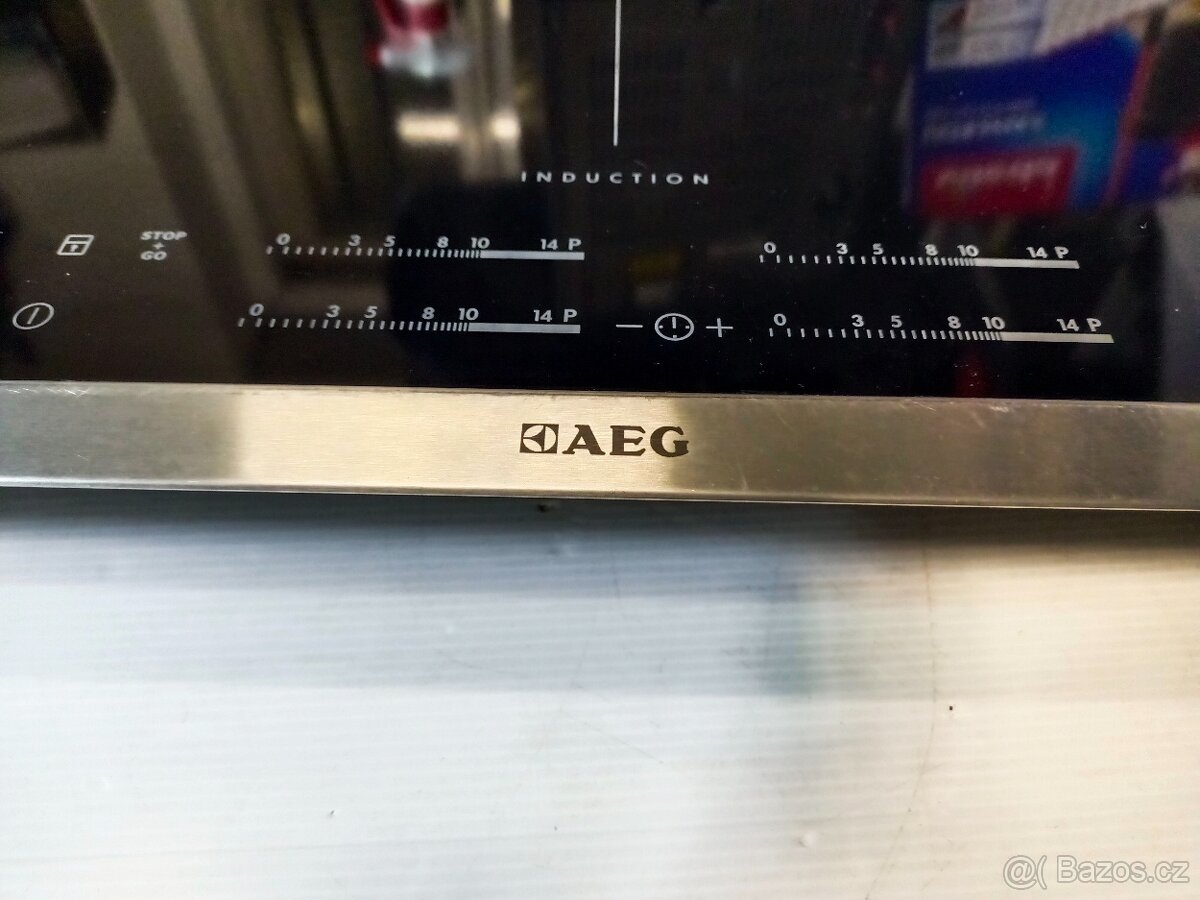 INDUCTION
STOP
+
GO
0 3 5 8 10 14 P
0 3 5 8 10 14 P
0 3 5 8 10 14 P
− +
0 3 5 8 10 14 P
AEG
@( Bazos.cz